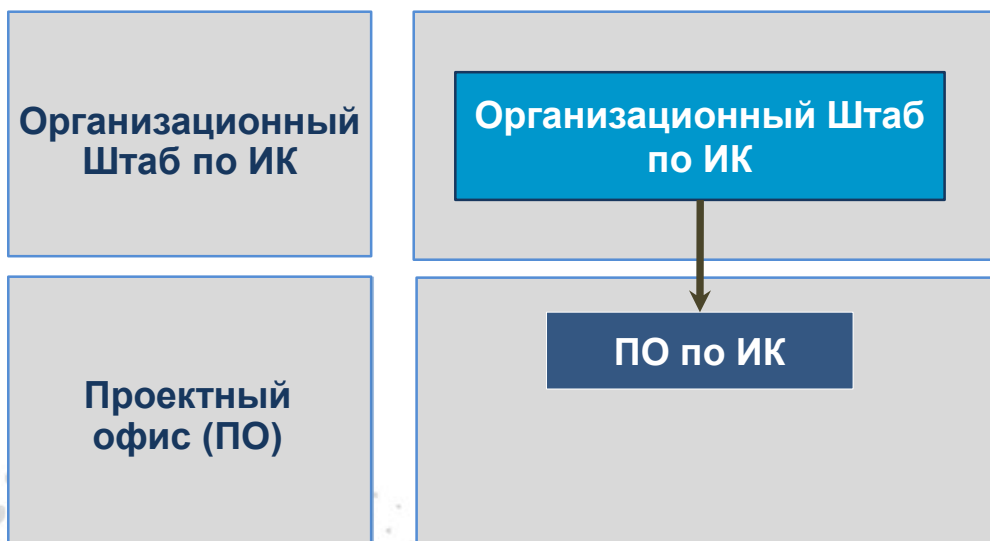 Организационный
Штаб по ИК
Организационный Штаб
по ИК
Проектный
офис (ПО)
ПО по ИК